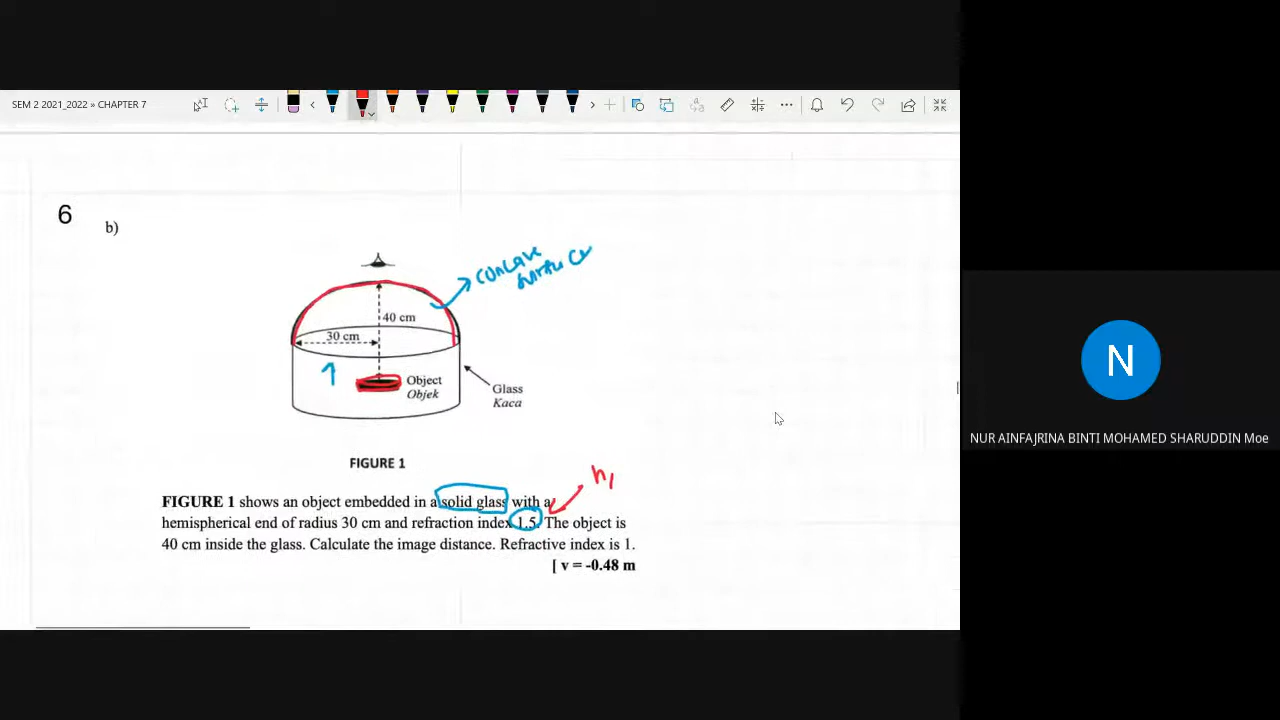 SEM 2 2021_2022 » CHAPTER 7
6
b)
concave
surface
40 cm
30 cm
Object
Objek
Glass
Kaca
FIGURE 1
n1
FIGURE 1 shows an object embedded in a solid glass with a
hemispherical end of radius 30 cm and refraction index 1.5. The object is
40 cm inside the glass. Calculate the image distance. Refractive index is 1.
[ v = -0.48 m
N
NUR AINFAJRINA BINTI MOHAMED SHARUDDIN Moe